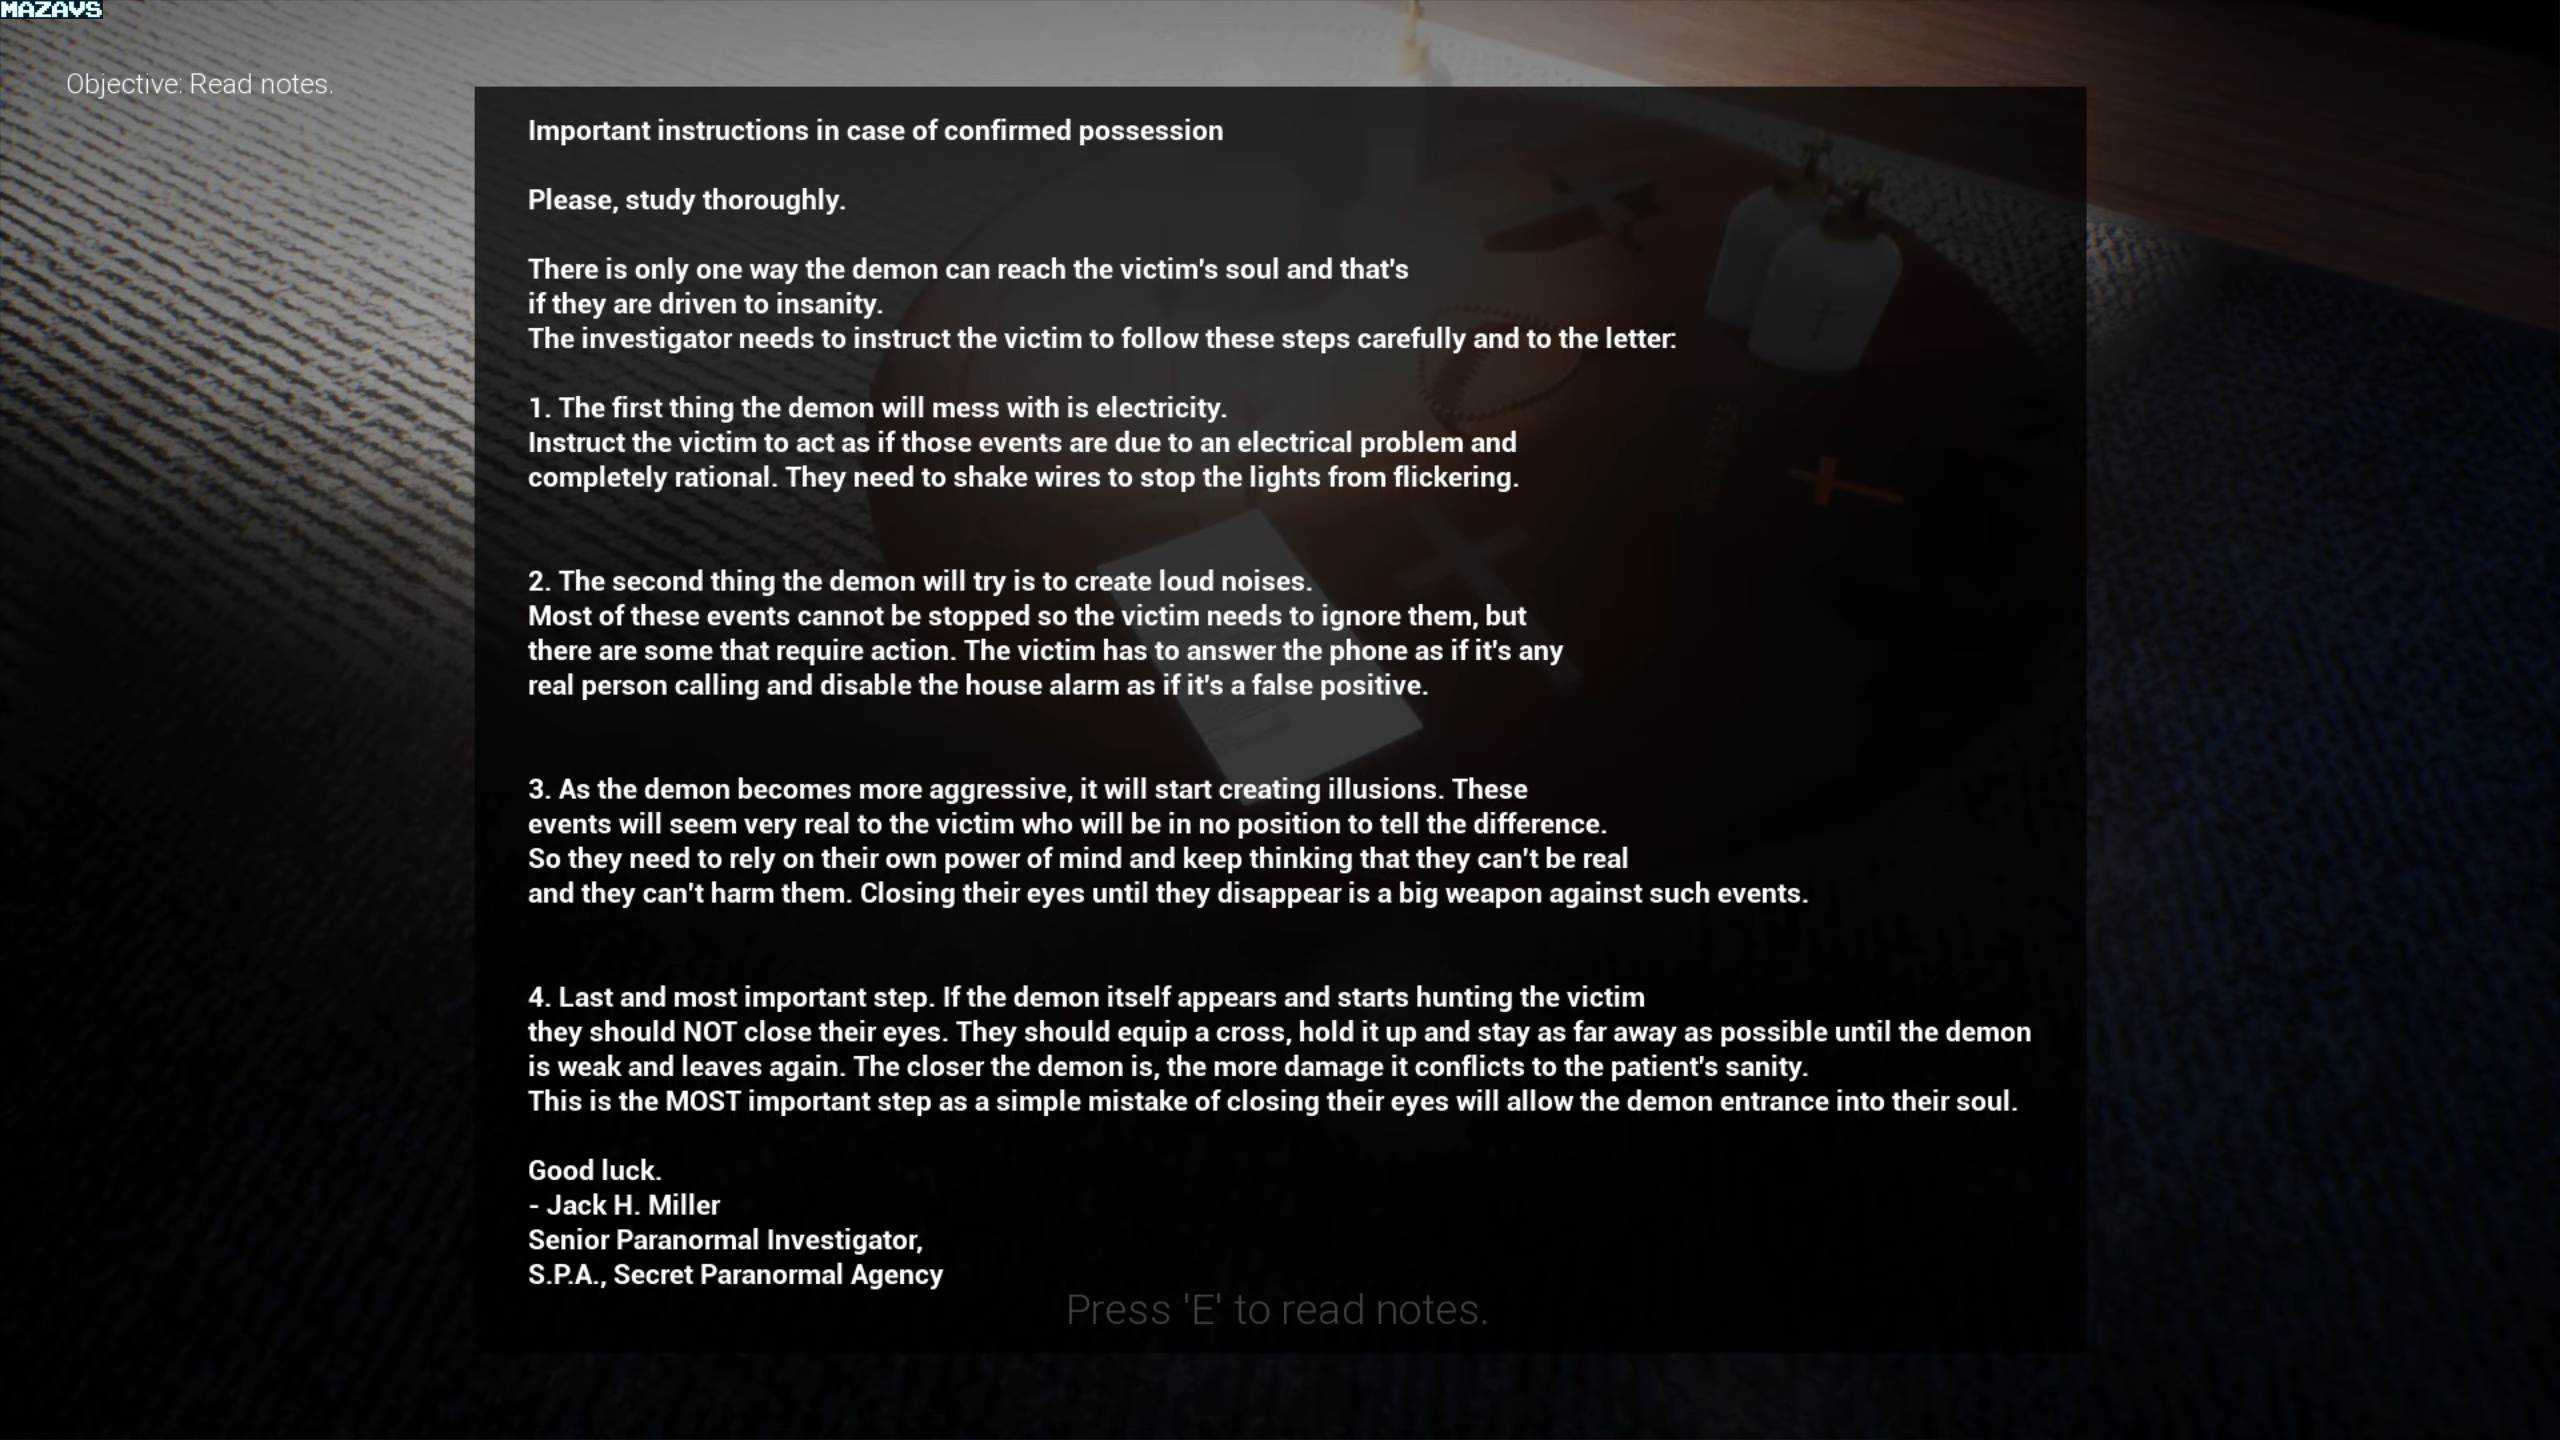 MAZAVS
Objective: Read notes.
Important instructions in case of confirmed possession
Please, study thoroughly.
There is only one way the demon can reach the victim's soul and that's
if they are driven to insanity.
The investigator needs to instruct the victim to follow these steps carefully and to the letter:
1. The first thing the demon will mess with is electricity.
Instruct the victim to act as if those events are due to an electrical problem and
completely rational. They need to shake wires to stop the lights from flickering.
2. The second thing the demon will try is to create loud noises.
Most of these events cannot be stopped so the victim needs to ignore them, but
there are some that require action. The victim has to answer the phone as if it's any
real person calling and disable the house alarm as if it's a false positive.
3. As the demon becomes more aggressive, it will start creating illusions. These
events will seem very real to the victim who will be in no position to tell the difference.
So they need to rely on their own power of mind and keep thinking that they can't be real
and they can't harm them. Closing their eyes until they disappear is a big weapon against such events.
4. Last and most important step. If the demon itself appears and starts hunting the victim
they should NOT close their eyes. They should equip a cross, hold it up and stay as far away as possible until the demon
is weak and leaves again. The closer the demon is, the more damage it conflicts to the patient's sanity.
This is the MOST important step as a simple mistake of closing their eyes will allow the demon entrance into their soul.
Good luck.
- Jack H. Miller
Senior Paranormal Investigator,
S.P.A., Secret Paranormal Agency
Press 'E' to read notes.